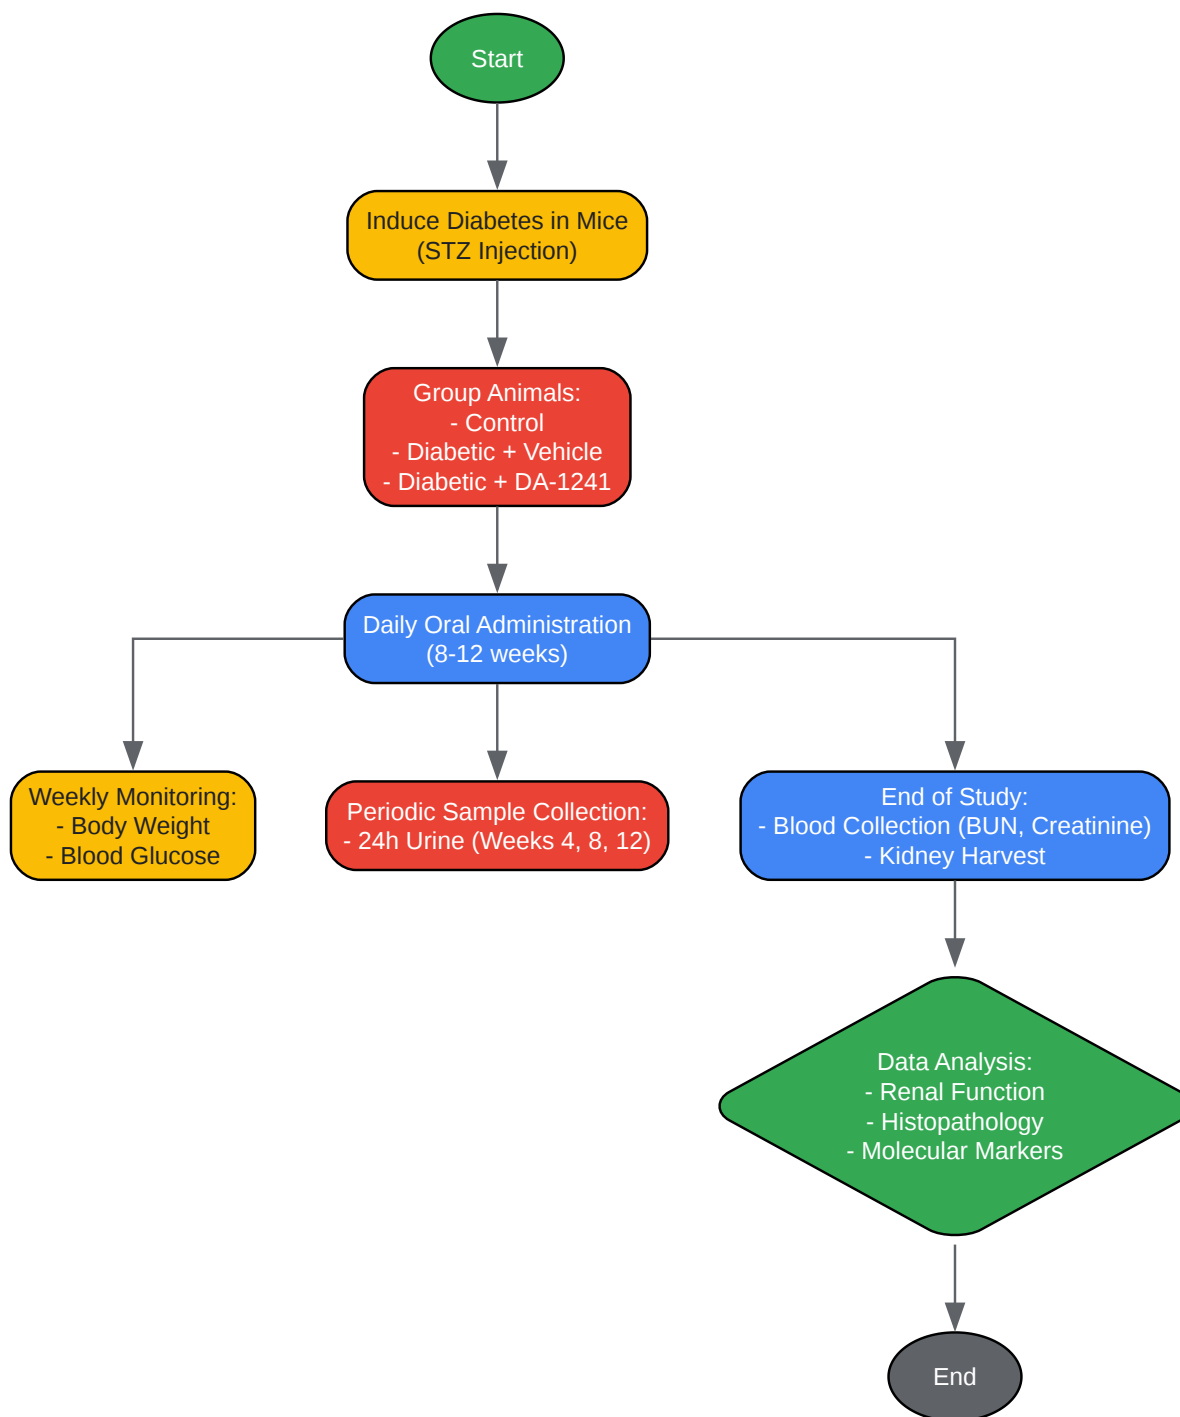 Start
Induce Diabetes in Mice
(STZ Injection)
Group Animals:
- Control
- Diabetic + Vehicle
- Diabetic + DA-1241
Daily Oral Administration
(8-12 weeks)
Weekly Monitoring:
- Body Weight
- Blood Glucose
Periodic Sample Collection:
- 24h Urine (Weeks 4, 8, 12)
End of Study:
- Blood Collection (BUN, Creatinine)
- Kidney Harvest
Data Analysis:
- Renal Function
- Histopathology
- Molecular Markers
End